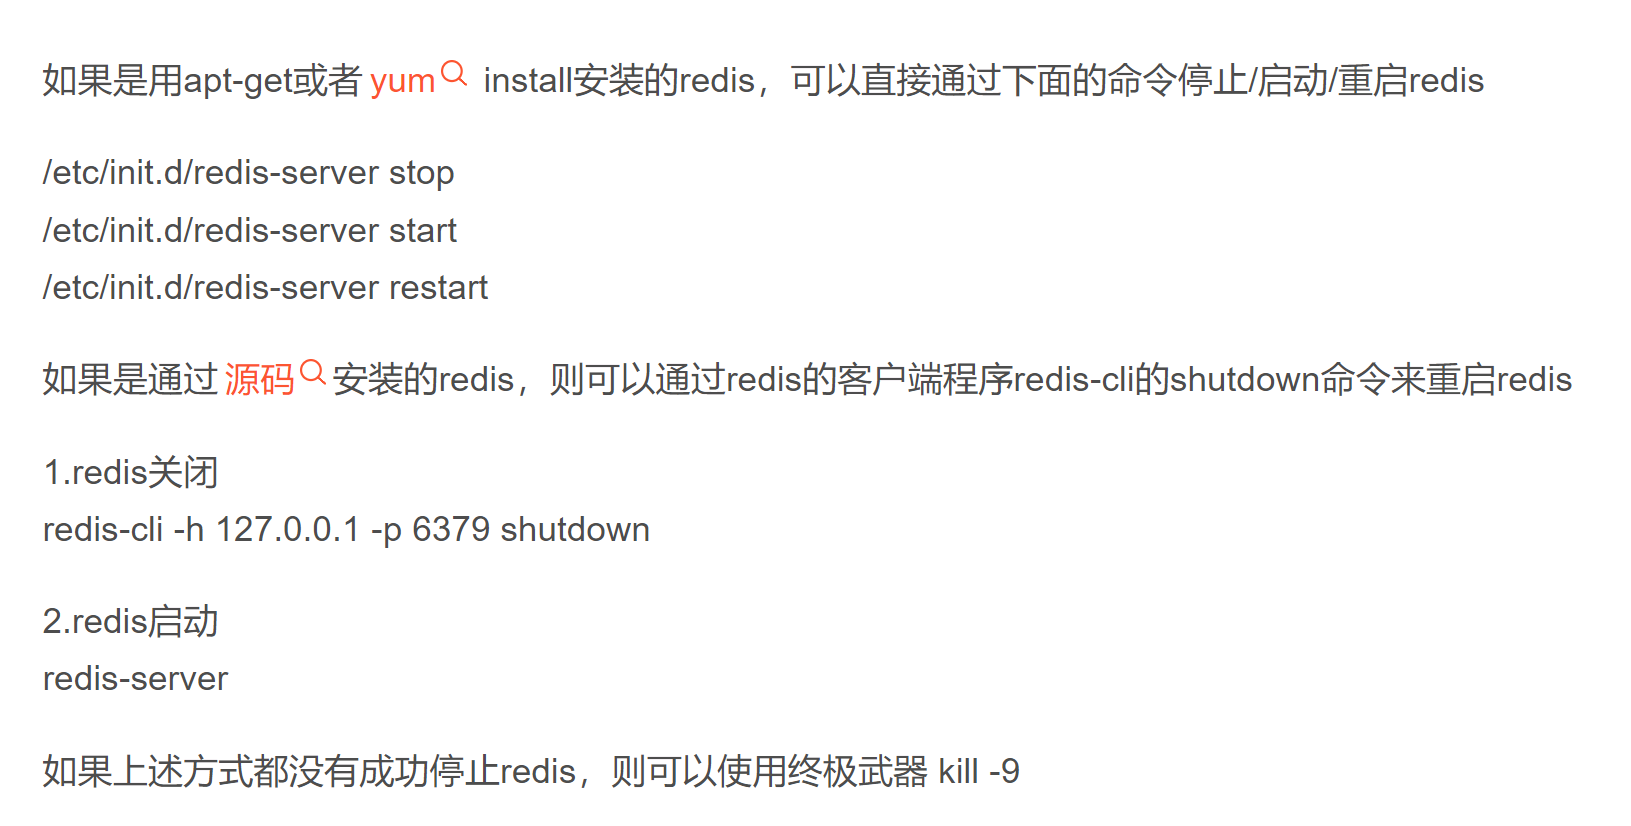 如果是用apt-get或者 yum install安装的redis，可以直接通过下面的命令停止/启动/重启redis
/etc/init.d/redis-server stop
/etc/init.d/redis-server start
/etc/init.d/redis-server restart
如果是通过 源码 安装的redis，则可以通过redis的客户端程序redis-cli的shutdown命令来重启redis
1.redis关闭
redis-cli -h 127.0.0.1 -p 6379 shutdown
2.redis启动
redis-server
如果上述方式都没有成功停止redis，则可以使用终极武器 kill -9